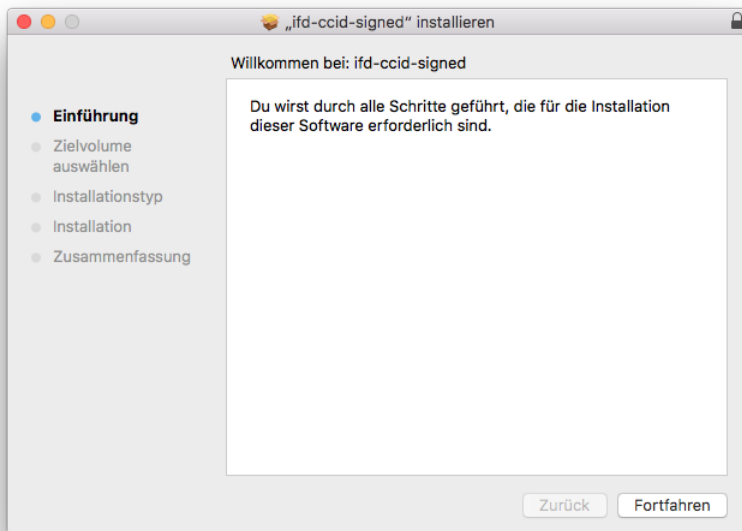 „ifd-ccid-signed“ installieren
Willkommen bei: ifd-ccid-signed
Einführung
Zielvolume
auswählen
Installationstyp
Installation
Zusammenfassung
Du wirst durch alle Schritte geführt, die für die Installation
dieser Software erforderlich sind.
Zurück
Fortfahren